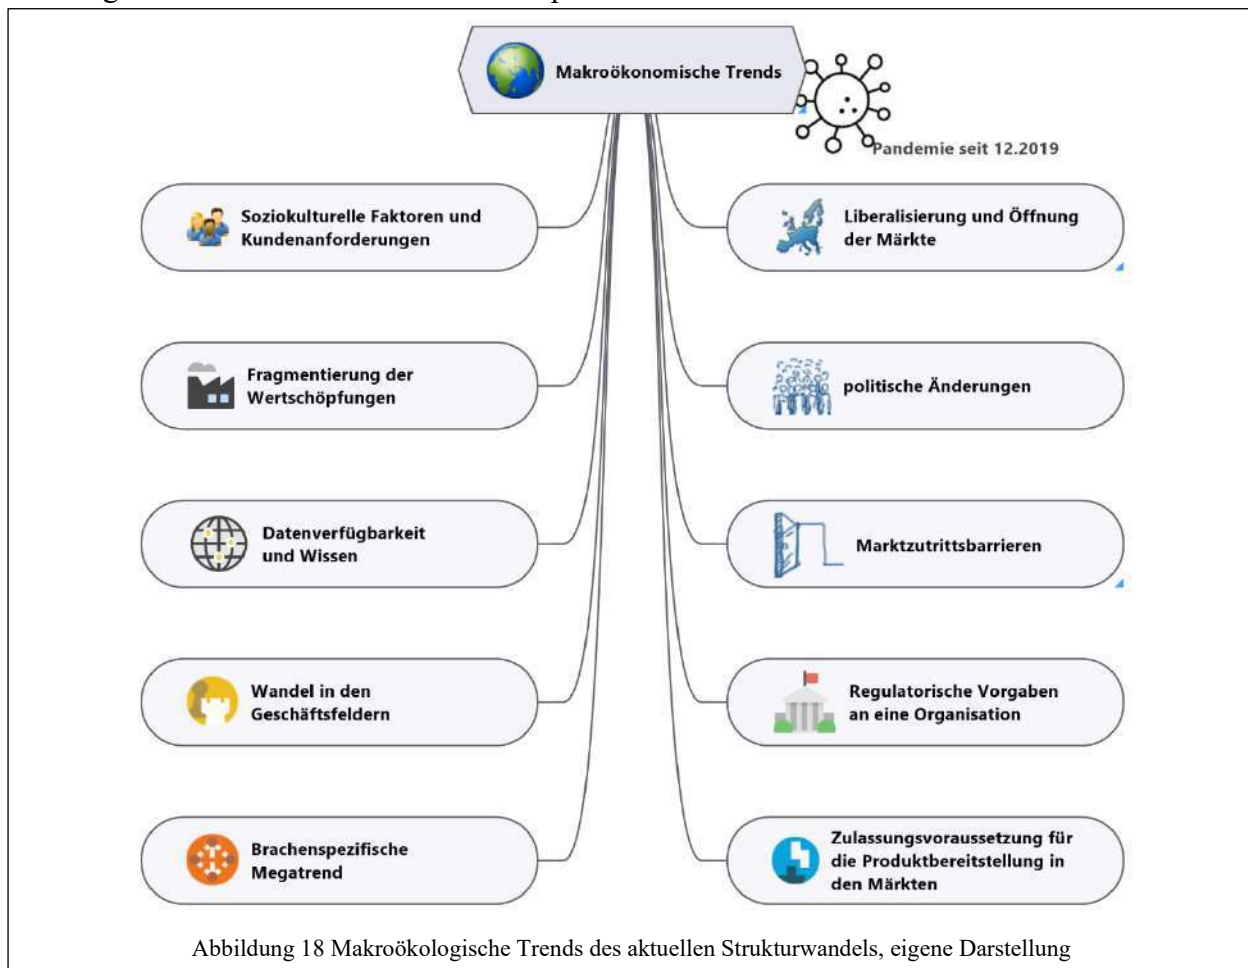 Makroökonomische Trends
Pandemie seit 12.2019
Soziokulturelle Faktoren und
Kundenanforderungen
Fragmentierung der
Wertschöpfungen
Datenverfügbarkeit
und Wissen
Wandel in den
Geschäftsfeldern
Brachenspezifische
Megatrend
Liberalisierung und Öffnung
der Märkte
politische Änderungen
Marktzutrittsbarrieren
Regulatorische Vorgaben
an eine Organisation
Zulassungsvoraussetzung für
die Produktbereitstellung in
den Märkten
Abbildung 18 Makroökologische Trends des aktuellen Strukturwandels, eigene Darstellung